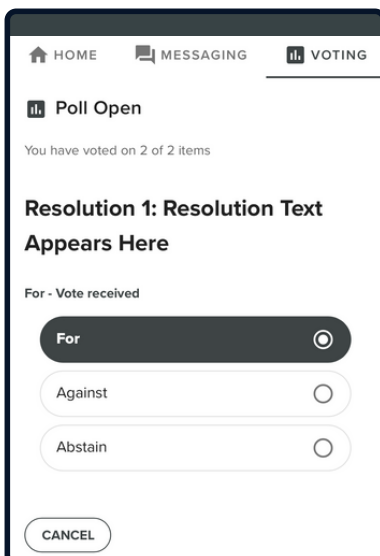 HOME MESSAGING VOTING
Poll Open
You have voted on 2 of 2 items
Resolution 1: Resolution Text
Appears Here
For - Vote received
For
Against
Abstain
CANCEL